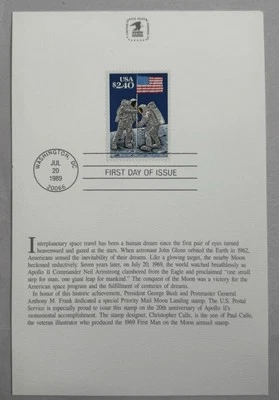 USA
$2.40
WASHINGTON, DC
JUL
20
1989
20066
FIRST DAY OF ISSUE
Interplanetary space travel has been a human dream since the first pair of eyes turned
heavenward and gazed at the stars. When astronaut John Glenn orbited the Earth in 1962,
Americans sensed the inevitability of their dreams. Like a glowing target, the nearby Moon
beckoned seductively. Seven years later, on July 20, 1969, the world watched breathlessly as
Apollo 11 Commander Neil Armstrong clambered from the Eagle and proclaimed "one small
step for man, one giant leap for mankind." The conquest of the Moon was a victory for the
space program and the fulfillment of centuries of dreams.
In honor of this historic achievement, President George Bush and Postmaster General
Anthony M. Frank dedicated a special Priority Mail Moon Landing stamp. The U.S. Postal
Service is especially proud to issue this stamp on the 20th anniversary of Apollo 11's
monumental accomplishment. The stamp designer, Christopher Calle, is the son of Paul Calle,
the veteran illustrator who produced the 1969 First Man on the Moon airmail stamp.